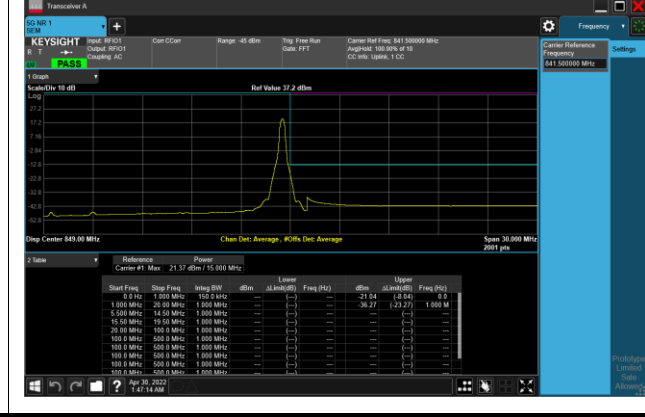 Transceiver A
5G NR 1
SEM
Frequency
KEYSIGHT
R T
PASS
Input: RFIO1
Output: RFIO1
Coupling: AC
Corr CCorr
Range: -45 dBm
Trig: Free Run
Gate: FFT
Carrier Ref Freq: 841.500000 MHz
Avg|Hold: 100.00% of 10
CC Info: Uplink, 1 CC
Carrier Reference
Frequency
841.500000 MHz
Settings
1 Graph
Scale/Div 10 dB
Ref Value 37.2 dBm
Log
27.2
17.2
7.16
-2.84
-12.8
-22.8
-32.8
-42.8
-52.8
Disp Center 849.00 MHz
Chan Det: Average , #Offs Det: Average
Span 30.000 MHz
2001 pts
2 Table
Reference Power
Carrier #1: Max 21.37 dBm / 15.000 MHz
Lower Upper
Start Freq Stop Freq Integ BW dBm ΔLimit(dB) Freq (Hz) dBm ΔLimit(dB) Freq (Hz)
0.0 Hz 1.000 MHz 150.0 kHz --- (---) --- -21.04 (-8.04) 0.0
1.000 MHz 20.00 MHz 1.000 MHz --- (---) --- -36.27 (-23.27) 1.000 M
5.500 MHz 14.50 MHz 1.000 MHz --- (---) --- --- (---) ---
15.50 MHz 19.50 MHz 1.000 MHz --- (---) --- --- (---) ---
20.00 MHz 100.0 MHz 1.000 MHz --- (---) --- --- (---) ---
100.0 MHz 500.0 MHz 1.000 MHz --- (---) --- --- (---) ---
100.0 MHz 500.0 MHz 1.000 MHz --- (---) --- --- (---) ---
100.0 MHz 500.0 MHz 1.000 MHz --- (---) --- --- (---) ---
100.0 MHz 500.0 MHz 1.000 MHz --- (---) --- --- (---) ---
Prototype
Limited
Sale
Allowed
?
Apr 30, 2022
1:47:14 AM